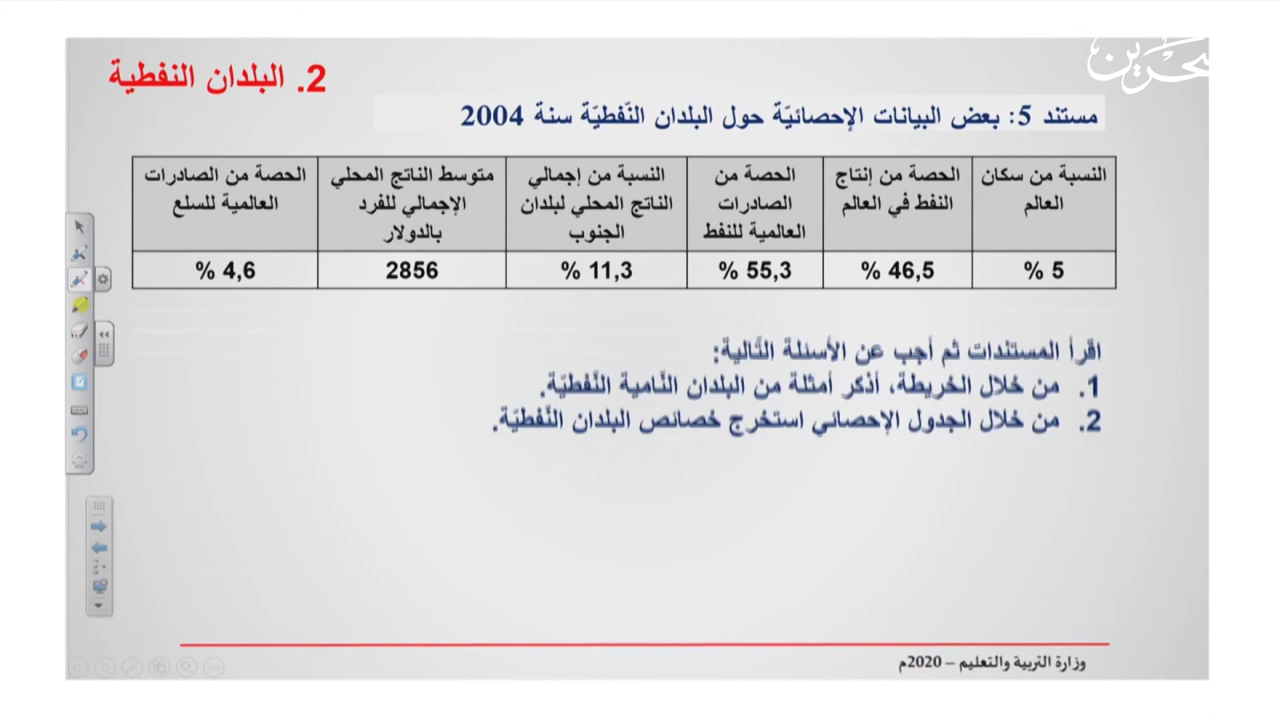 البحرين
2. البلدان النفطية
مستند 5: بعض البيانات الإحصائيّة حول البلدان النّفطيّة سنة 2004
النسبة من سكان العالم
الحصة من إنتاج النفط في العالم
الحصة من الصادرات العالمية للنفط
النسبة من إجمالي الناتج المحلي لبلدان الجنوب
متوسط الناتج المحلي الإجمالي للفرد بالدولار
الحصة من الصادرات العالمية للسلع
5 %
46,5 %
55,3 %
11,3 %
2856
4,6 %
اقرأ المستندات ثم أجب عن الأسئلة التّالية:
1. من خلال الخريطة، أذكر أمثلة من البلدان النّامية النّفطيّة.
2. من خلال الجدول الإحصائي استخرج خصائص البلدان النّفطيّة.
وزارة التربية والتعليم – 2020م